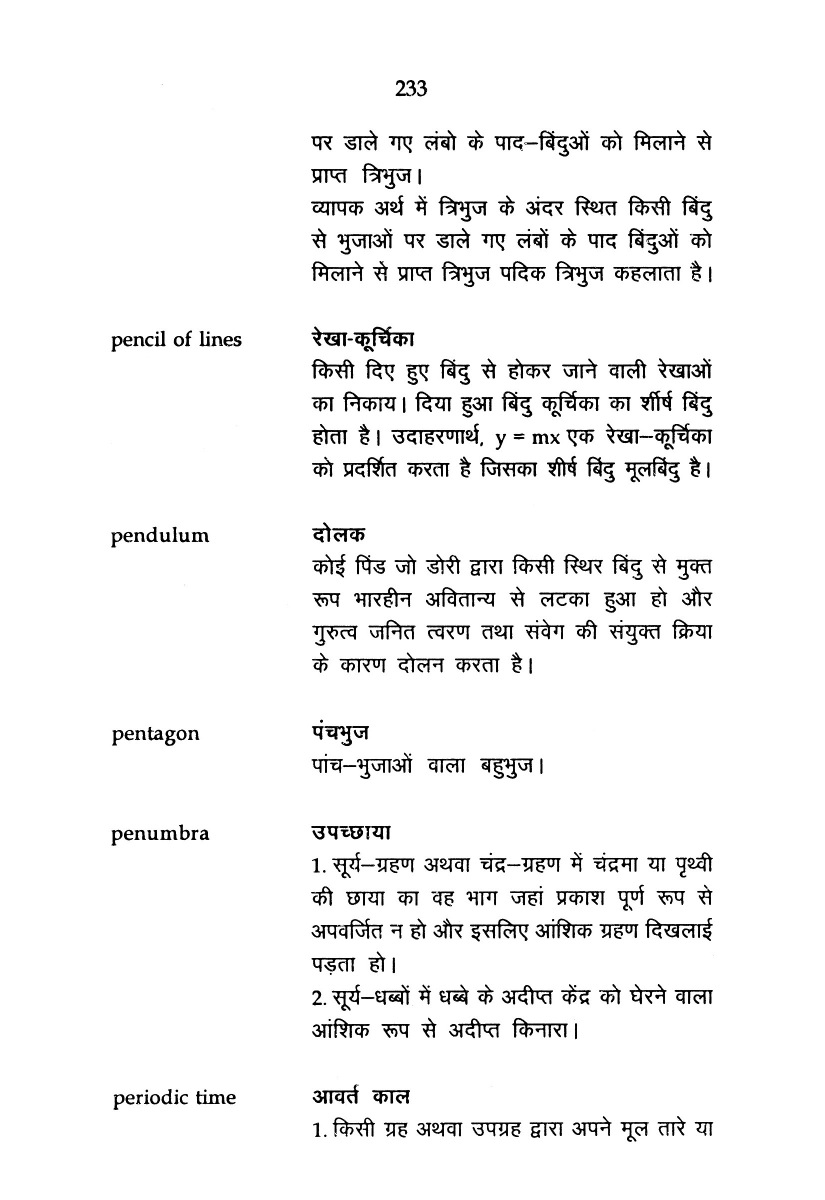 233
पर डाले गए लंबो के पाद–बिंदुओं को मिलाने से
प्राप्त त्रिभुज।
व्यापक अर्थ में त्रिभुज के अंदर स्थित किसी बिंदु
से भुजाओं पर डाले गए लंबों के पाद बिंदुओं को
मिलाने से प्राप्त त्रिभुज पदिक त्रिभुज कहलाता है।
pencil of lines रेखा-कूर्चिका
किसी दिए हुए बिंदु से होकर जाने वाली रेखाओं
का निकाय। दिया हुआ बिंदु कूर्चिका का र्शीर्ष बिंदु
होता है। उदाहरणार्थ, y = mx एक रेखा–कूर्चिका
को प्रदर्शित करता है जिसका शीर्ष बिंदु मूलबिंदु है।
pendulum दोलक
कोई पिंड जो डोरी द्वारा किसी स्थिर बिंदु से मुक्त
रूप भारहीन अवितान्य से लटका हुआ हो और
गुरुत्व जनित त्वरण तथा संवेग की संयुक्त क्रिया
के कारण दोलन करता है।
pentagon पंचभुज
पांच–भुजाओं वाला बहुभुज।
penumbra उपच्छाया
1. सूर्य–ग्रहण अथवा चंद्र–ग्रहण में चंद्रमा या पृथ्वी
की छाया का वह भाग जहां प्रकाश पूर्ण रूप से
अपवर्जित न हो और इसलिए आंशिक ग्रहण दिखलाई
पड़ता हो।
2. सूर्य–धब्बों में धब्बे के अदीप्त केंद्र को घेरने वाला
आंशिक रूप से अदीप्त किनारा।
periodic time आवर्त काल
1. किसी ग्रह अथवा उपग्रह द्वारा अपने मूल तारे या